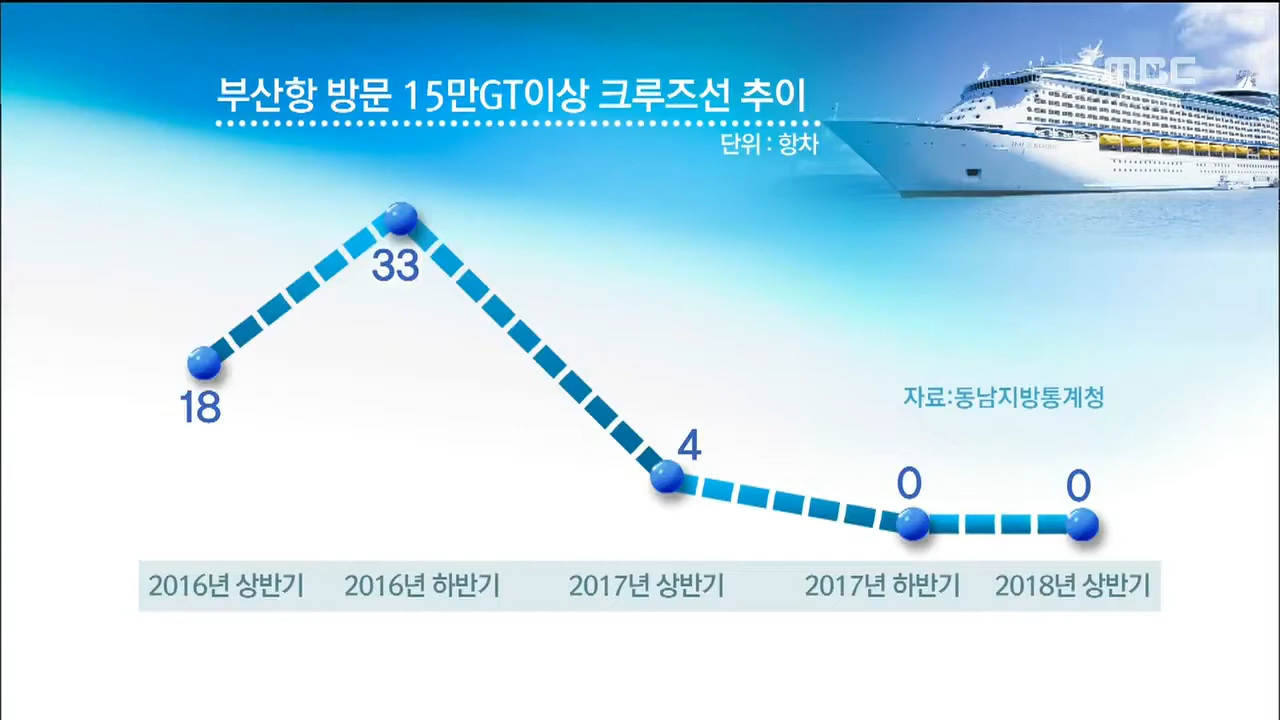 부산항 방문 15만GT이상 크루즈선 추이
MBC
단위 : 항차
33
18
자료:동남지방통계청
4
0
0
2016년 상반기 2016년 하반기 2017년 상반기 2017년 하반기 2018년 상반기